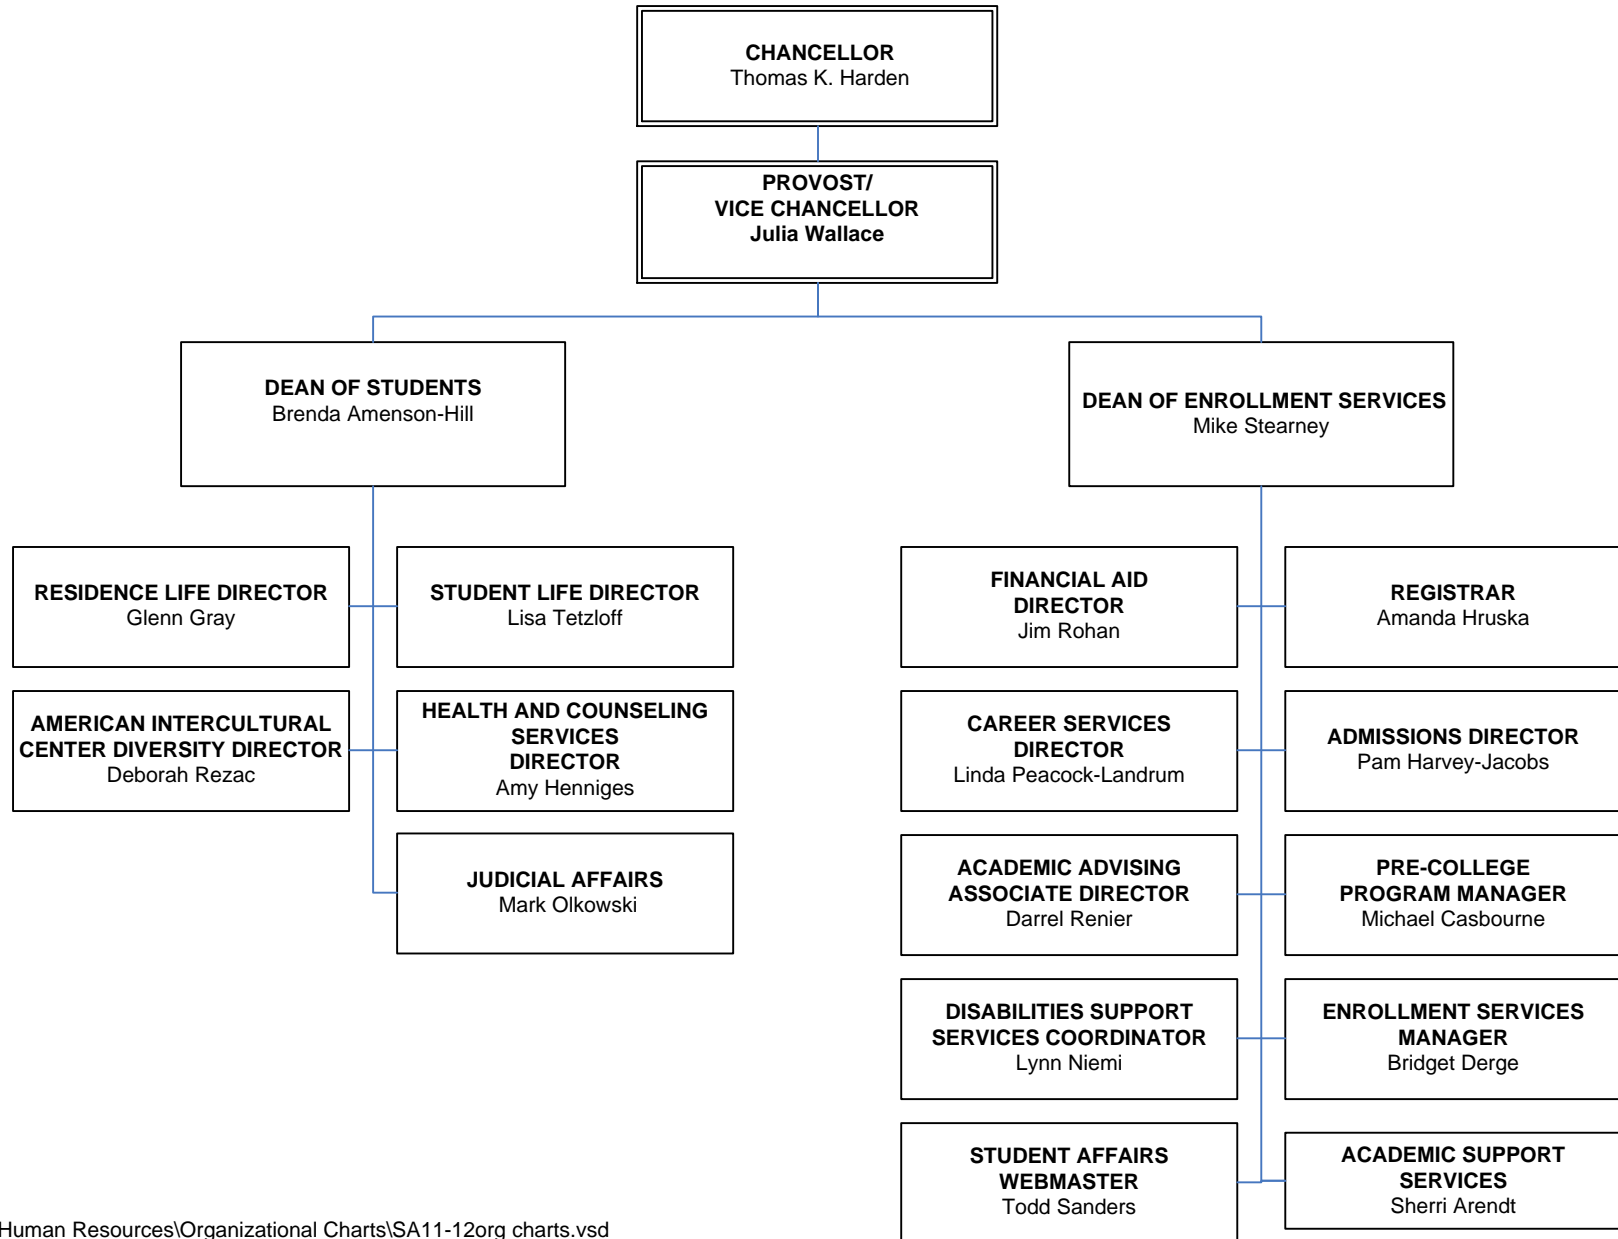 CHANCELLOR
Thomas K. Harden
PROVOST/
VICE CHANCELLOR
Julia Wallace
DEAN OF STUDENTS
Brenda Amenson-Hill
DEAN OF ENROLLMENT SERVICES
Mike Stearney
RESIDENCE LIFE DIRECTOR
Glenn Gray
STUDENT LIFE DIRECTOR
Lisa Tetzloff
FINANCIAL AID
DIRECTOR
Jim Rohan
REGISTRAR
Amanda Hruska
AMERICAN INTERCULTURAL
CENTER DIVERSITY DIRECTOR
Deborah Rezac
HEALTH AND COUNSELING
SERVICES
DIRECTOR
Amy Henniges
CAREER SERVICES
DIRECTOR
Linda Peacock-Landrum
ADMISSIONS DIRECTOR
Pam Harvey-Jacobs
JUDICIAL AFFAIRS
Mark Olkowski
ACADEMIC ADVISING
ASSOCIATE DIRECTOR
Darrel Renier
PRE-COLLEGE
PROGRAM MANAGER
Michael Casbourne
DISABILITIES SUPPORT
SERVICES COORDINATOR
Lynn Niemi
ENROLLMENT SERVICES
MANAGER
Bridget Derge
STUDENT AFFAIRS
WEBMASTER
Todd Sanders
ACADEMIC SUPPORT
SERVICES
Sherri Arendt
Human Resources\Organizational Charts\SA11-12org charts.vsd